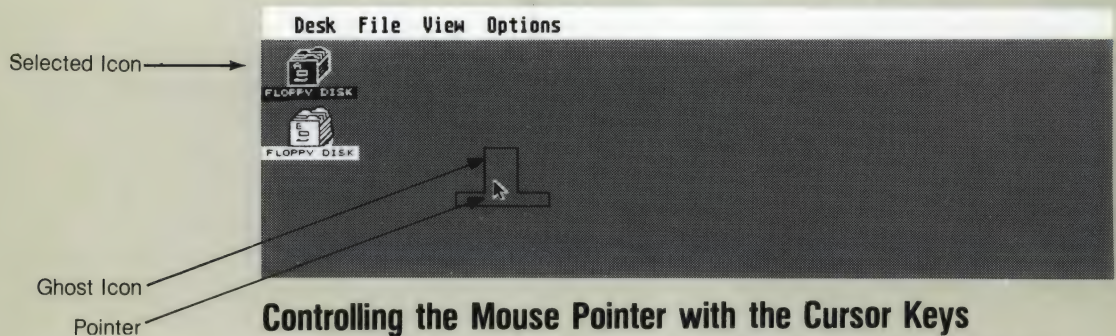 Desk File View Options
Selected Icon
A
FLOPPY DISK
FLOPPY DISK
Ghost Icon
Pointer
Controlling the Mouse Pointer with the Cursor Keys